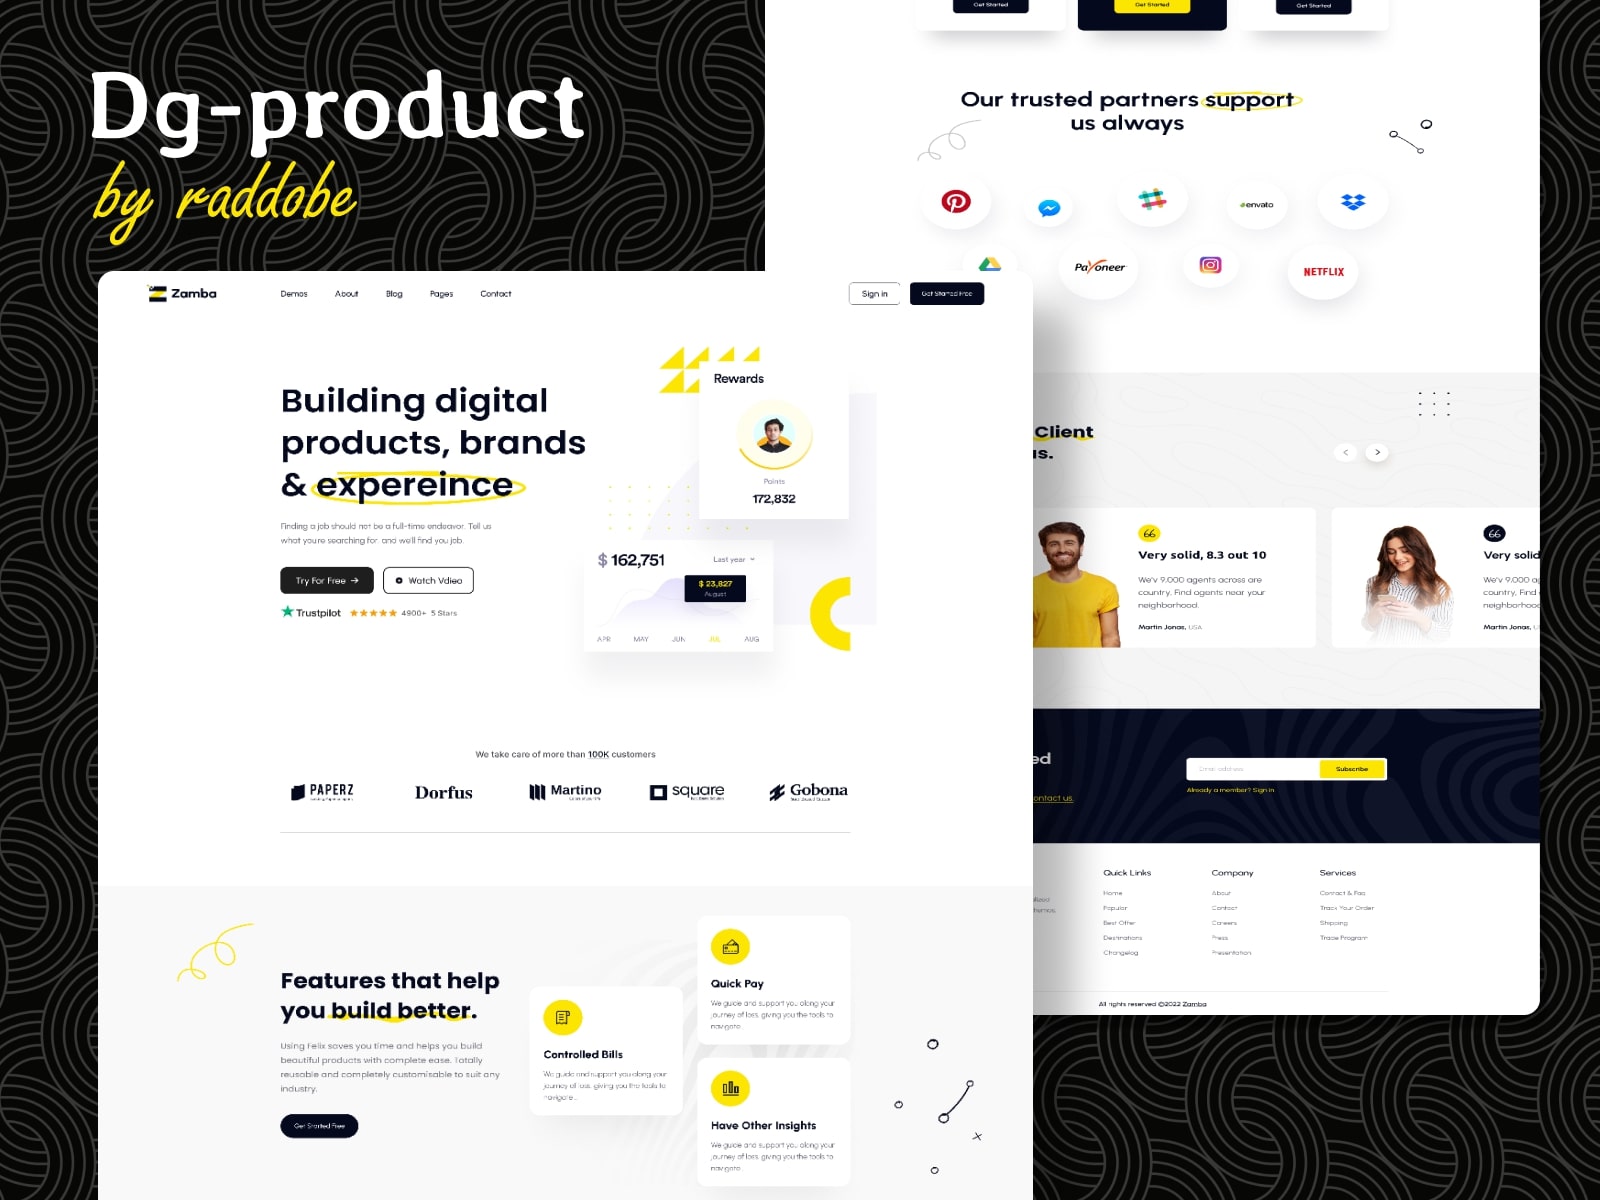 Dg-product
by raddobe
Get Started
Get Started
Get Started
Our trusted partners support
us always
envato
Payoneer
NETFLIX
Zamba
Demos
About
Blog
Pages
Contact
Sign in
Get Started Free
Building digital
products, brands
& expereince
Finding a job should not be a full-time endeavor. Tell us
what you're searching for, and we'll find you job.
Try For Free →
Watch Vdieo
Trustpilot
4900+ 5 Stars
Rewards
Points
172,832
$ 162,751
Last year
$ 23,827
August
APR
MAY
JUN
JUL
AUG
We take care of more than 100K customers
PAPERZ
Dorfus
Martino
square
Gobona
Features that help
you build better.
Using Felix saves you time and helps you build
beautiful products with complete ease. Totally
reusable and completely customisable to suit any
industry.
Get Started Free
Controlled Bills
We guide and support you along your
journey of loss, giving you the tools to
navigate...
Quick Pay
We guide and support you along your
journey of loss, giving you the tools to
navigate...
Have Other Insights
We guide and support you along your
journey of loss, giving you the tools to
navigate...
Client
us.
Very solid, 8.3 out 10
We'v 9.000 agents across are
country. Find agents near your
neighborhood.
Martin Jonas, USA
Very solid
We'v 9.000 ag
country. Find
neighborhood
Martin Jonas, U
ed
ontact us.
Email address
Subscribe
Already a member? Sign in
Quick Links
Home
Popular
Best Offer
Destinations
Changelog
Company
About
Contact
Careers
Press
Presentation
Services
Contact & Faq
Track Your Order
Shipping
Trade Program
All rights reserved ©2022 Zamba